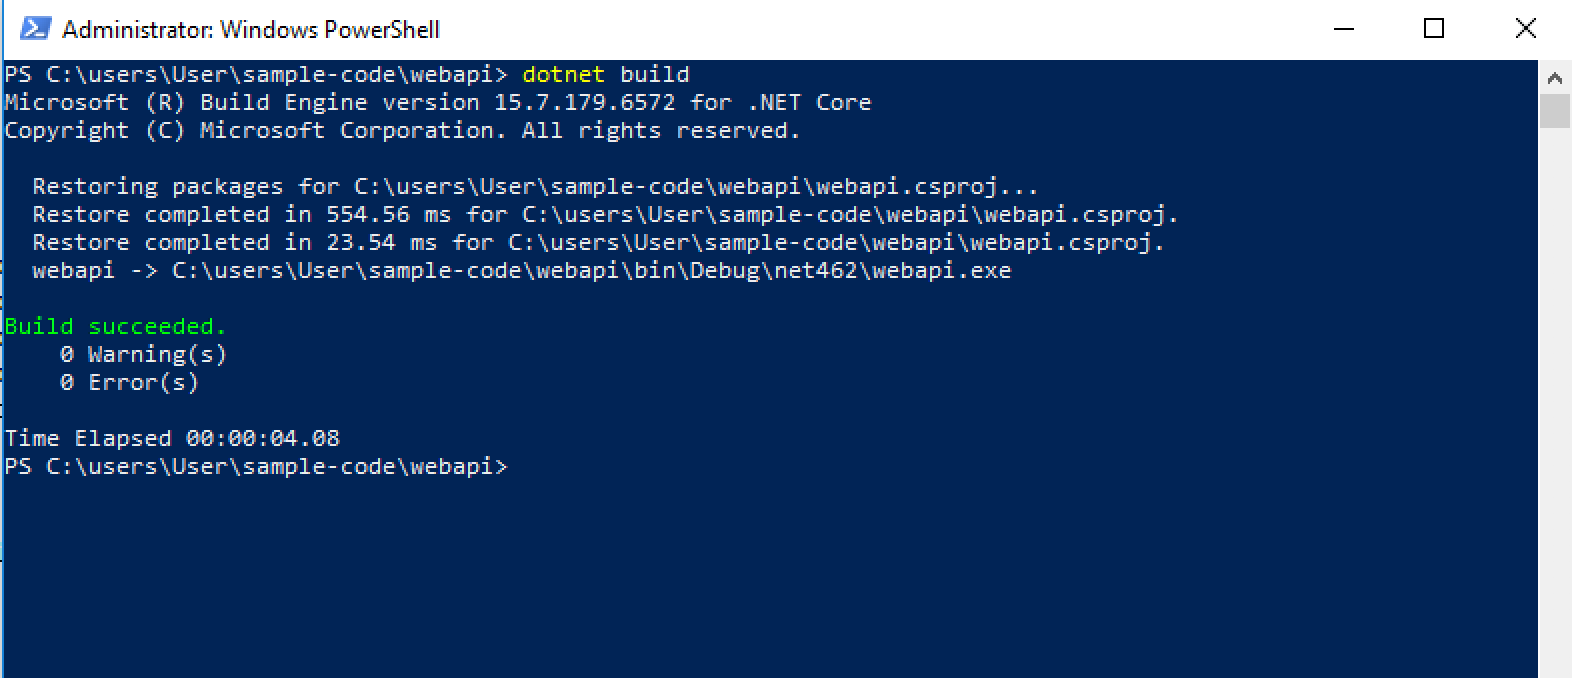 Administrator: Windows PowerShell
PS C:\users\User\sample-code\webapi> dotnet build
Microsoft (R) Build Engine version 15.7.179.6572 for .NET Core
Copyright (C) Microsoft Corporation. All rights reserved.
Restoring packages for C:\users\User\sample-code\webapi\webapi.csproj...
Restore completed in 554.56 ms for C:\users\User\sample-code\webapi\webapi.csproj.
Restore completed in 23.54 ms for C:\users\User\sample-code\webapi\webapi.csproj.
webapi -> C:\users\User\sample-code\webapi\bin\Debug\net462\webapi.exe
Build succeeded.
0 Warning(s)
0 Error(s)
Time Elapsed 00:00:04.08
PS C:\users\User\sample-code\webapi>